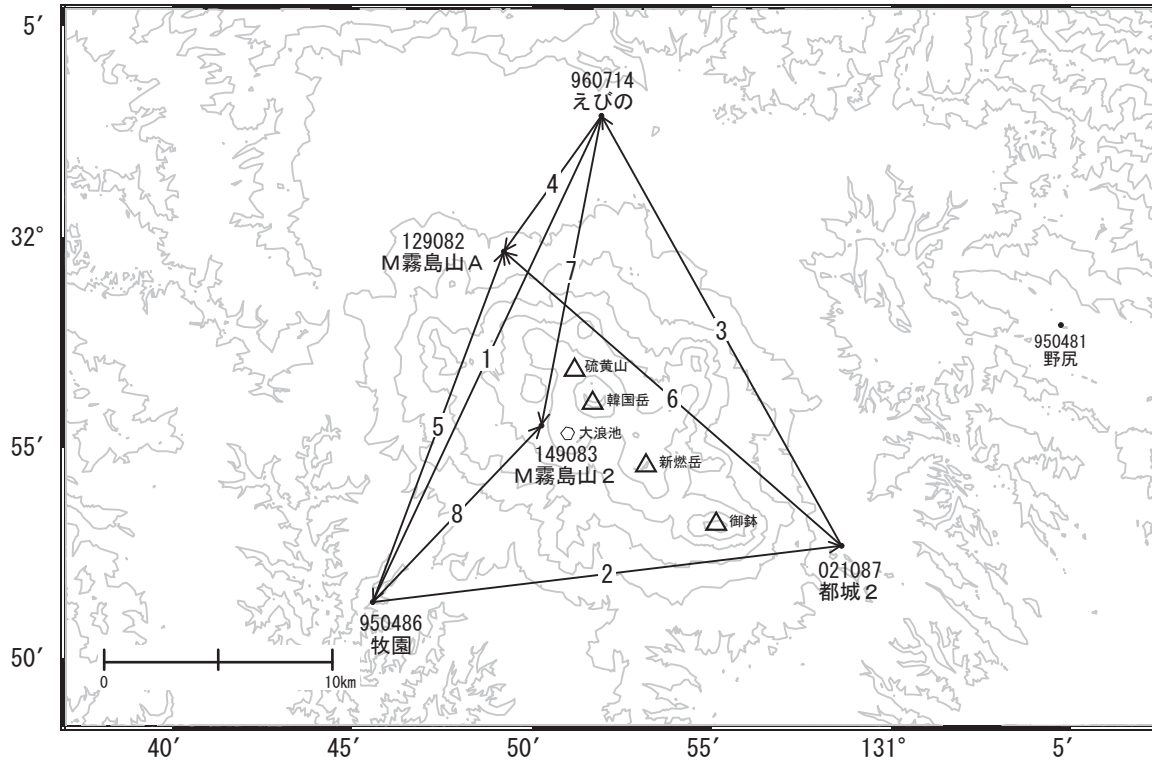 5′
960714
えびの
4
32°
129082
M霧島山A
7
3
950481
野尻
1
硫黄山
韓国岳
6
5
大浪池
55′
149083
M霧島山2
新燃岳
8
御鉢
2
021087
都城2
950486
牧園
50′
0
10km
40′
45′
50′
55′
131°
5′